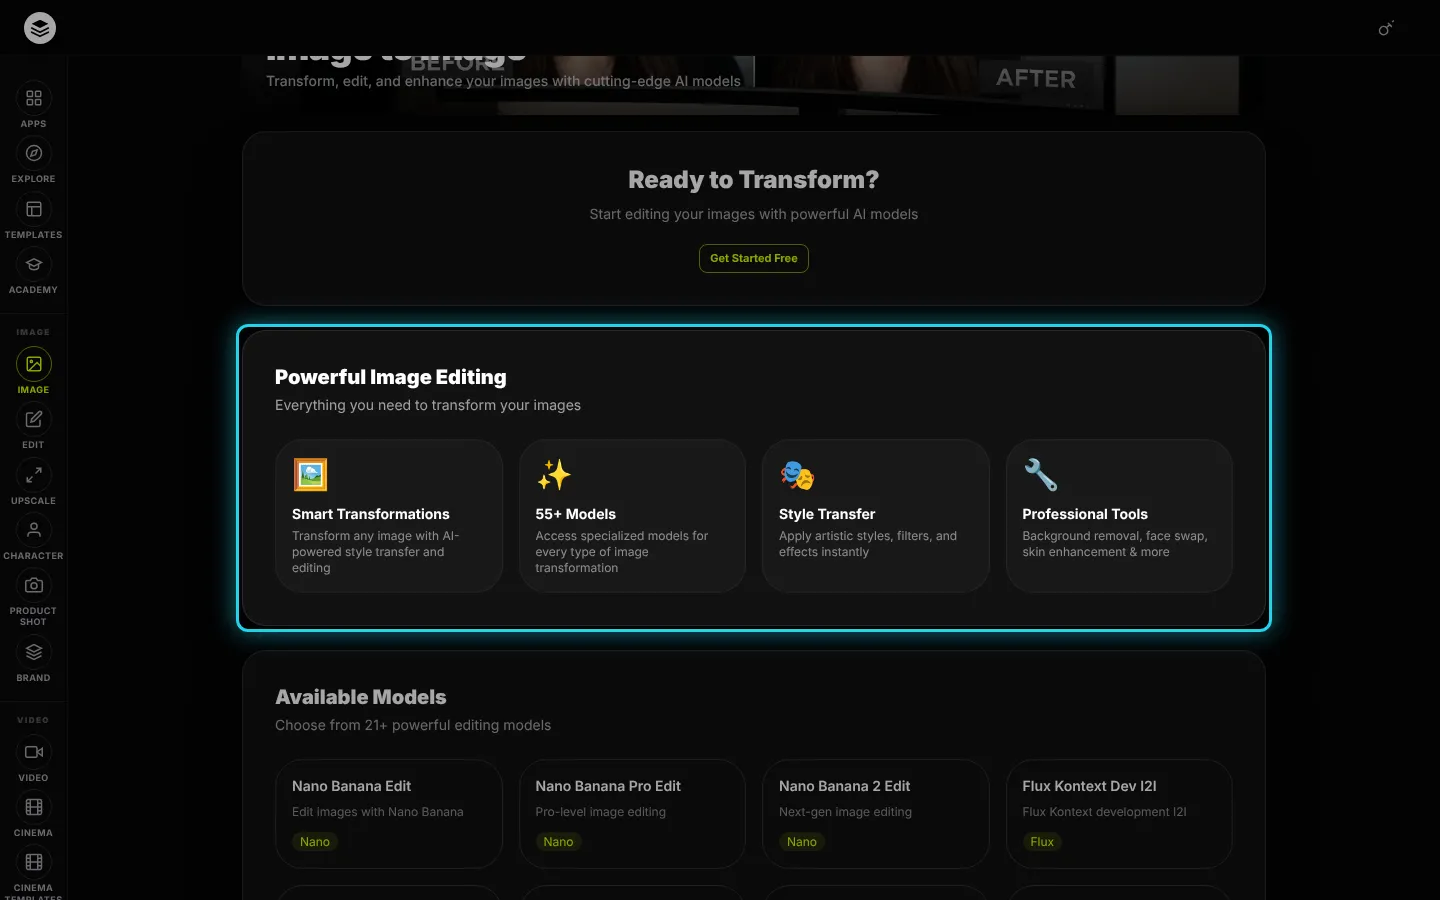 Image to Image
BEFORE
AFTER
Transform, edit, and enhance your images with cutting-edge AI models
APPS
EXPLORE
TEMPLATES
ACADEMY
IMAGE
IMAGE
EDIT
UPSCALE
CHARACTER
PRODUCT
SHOT
BRAND
VIDEO
VIDEO
CINEMA
CINEMA
TEMPLATES
Ready to Transform?
Start editing your images with powerful AI models
Get Started Free
Powerful Image Editing
Everything you need to transform your images
Smart Transformations
Transform any image with AI-
powered style transfer and
editing
55+ Models
Access specialized models for
every type of image
transformation
Style Transfer
Apply artistic styles, filters, and
effects instantly
Professional Tools
Background removal, face swap,
skin enhancement & more
Available Models
Choose from 21+ powerful editing models
Nano Banana Edit
Edit images with Nano Banana
Nano
Nano Banana Pro Edit
Pro-level image editing
Nano
Nano Banana 2 Edit
Next-gen image editing
Nano
Flux Kontext Dev I2I
Flux Kontext development I2I
Flux